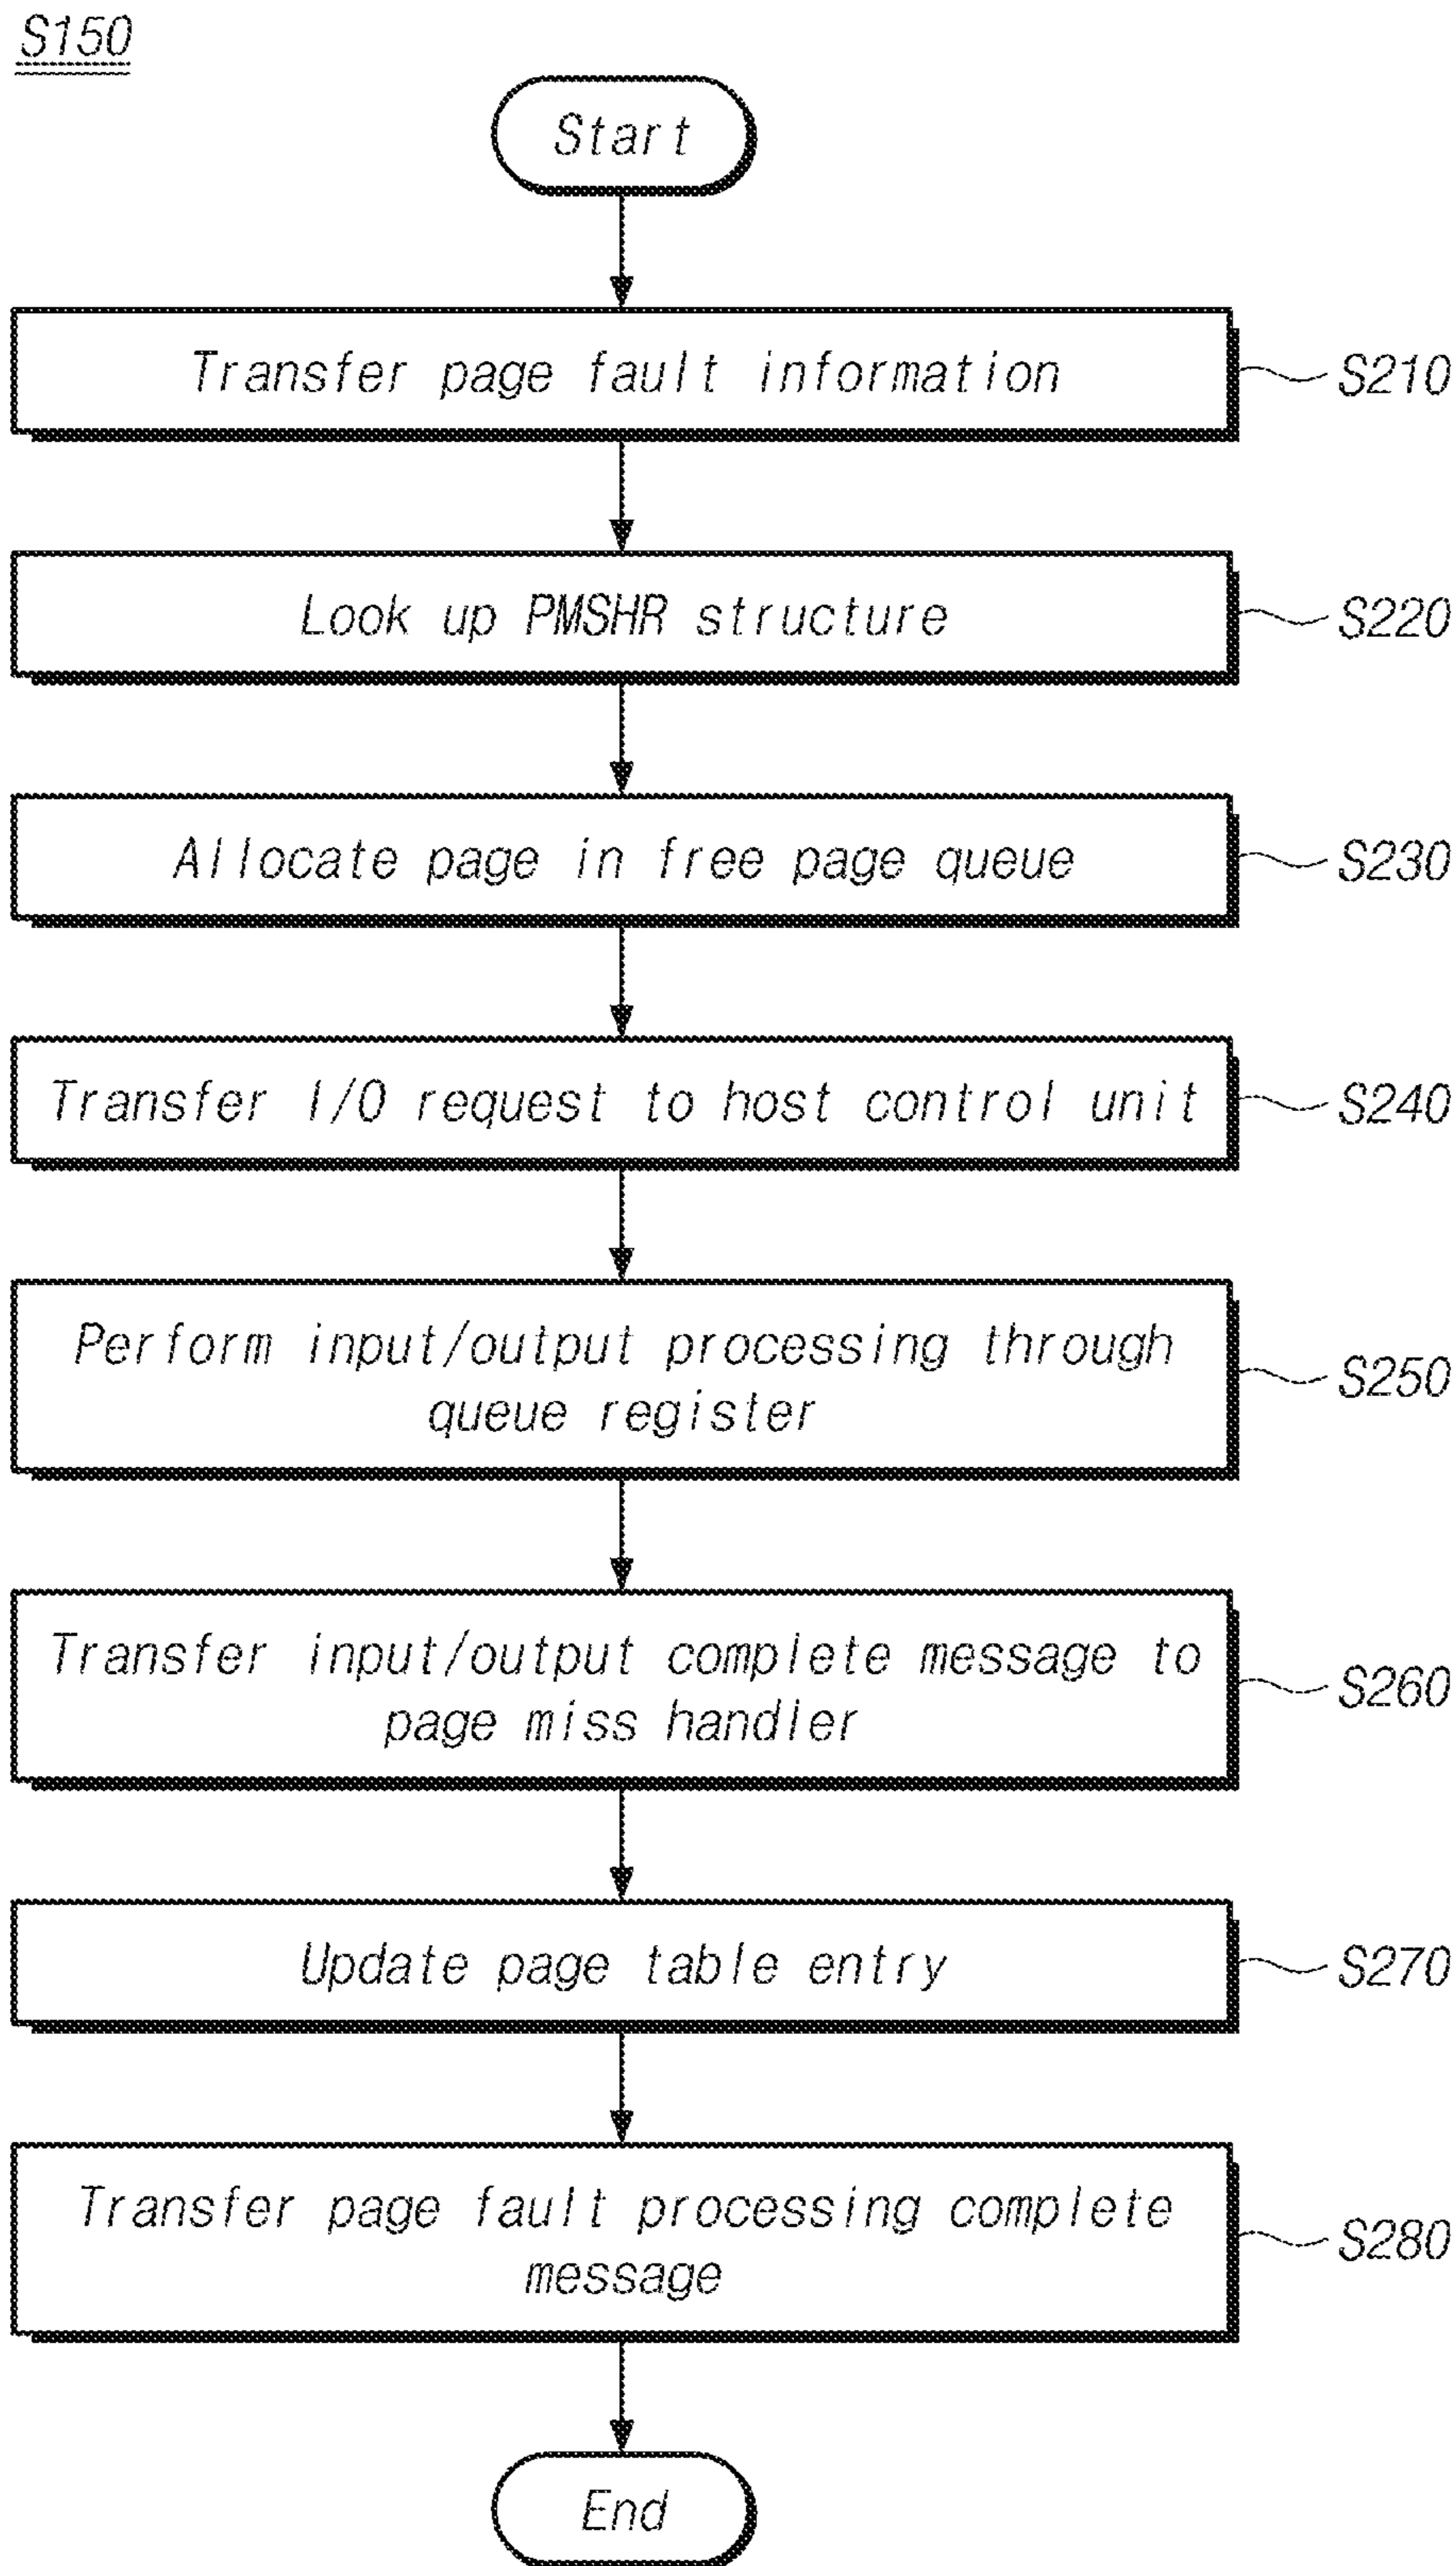 S150
Start
Transfer page fault information
S210
Look up PMSHR structure
S220
Allocate page in free page queue
S230
Transfer I/O request to host control unit
S240
Perform input/output processing through
queue register
S250
Transfer input/output complete message to
page miss handler
S260
Update page table entry
S270
Transfer page fault processing complete
message
S280
End